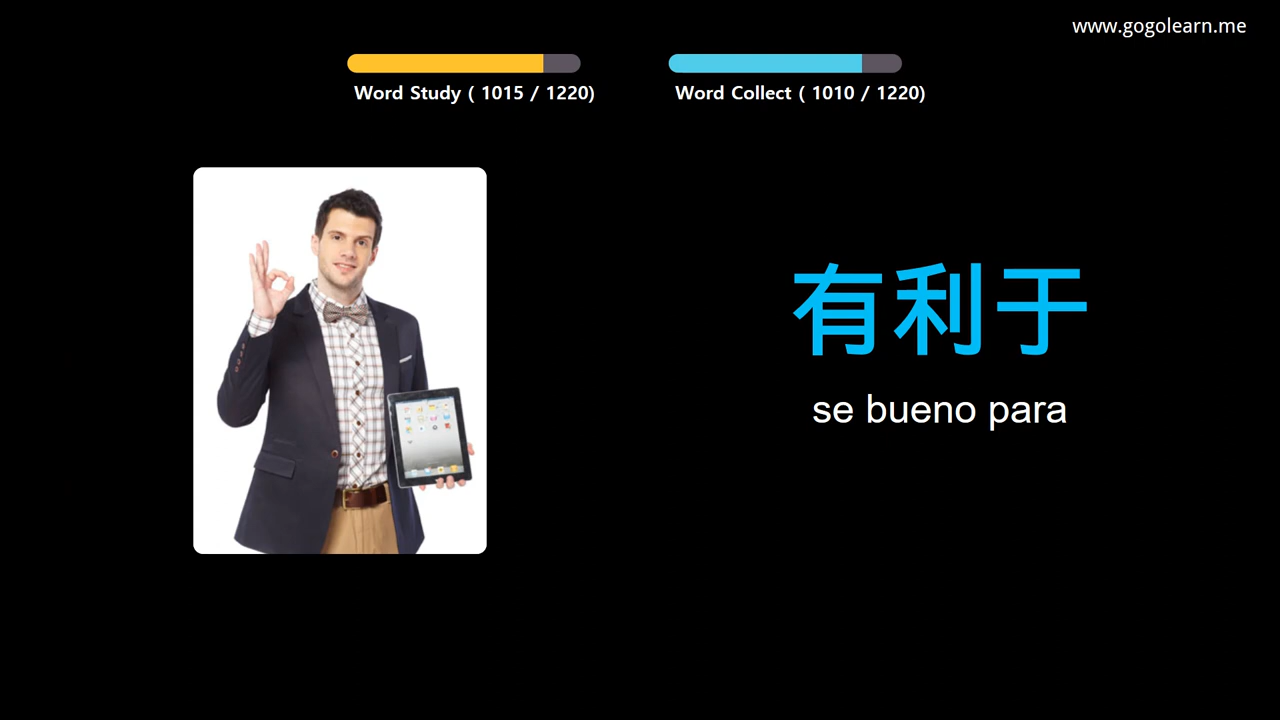 www.gogolearn.me
Word Study ( 1015 / 1220)
Word Collect ( 1010 / 1220)
有利于
se bueno para